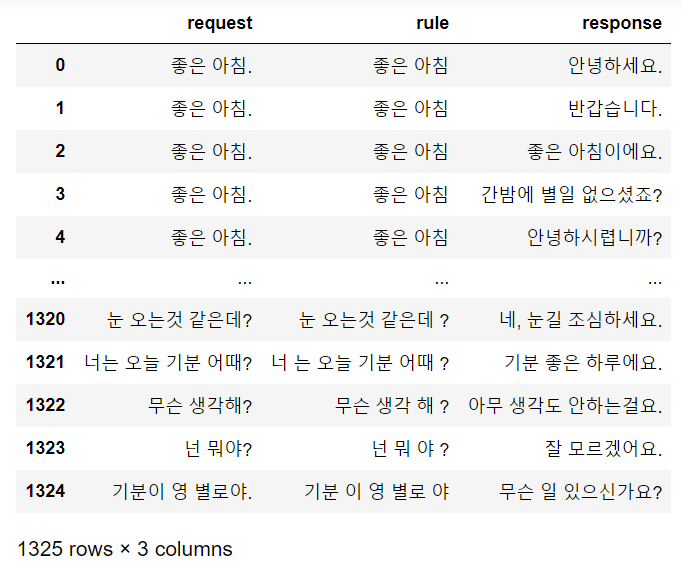 request rule response
0 좋은 아침. 좋은 아침 안녕하세요.
1 좋은 아침. 좋은 아침 반갑습니다.
2 좋은 아침. 좋은 아침 좋은 아침이에요.
3 좋은 아침. 좋은 아침 간밤에 별일 없으셨죠?
4 좋은 아침. 좋은 아침 안녕하시렵니까?
... ... ... ...
1320 눈 오는것 같은데? 눈 오는것 같은데 ? 네, 눈길 조심하세요.
1321 너는 오늘 기분 어때? 너 는 오늘 기분 어때 ? 기분 좋은 하루에요.
1322 무슨 생각해? 무슨 생각 해 ? 아무 생각도 안하는걸요.
1323 넌 뭐야? 넌 뭐 야 ? 잘 모르겠어요.
1324 기분이 영 별로야. 기분 이 영 별로 야 무슨 일 있으신가요?
1325 rows × 3 columns